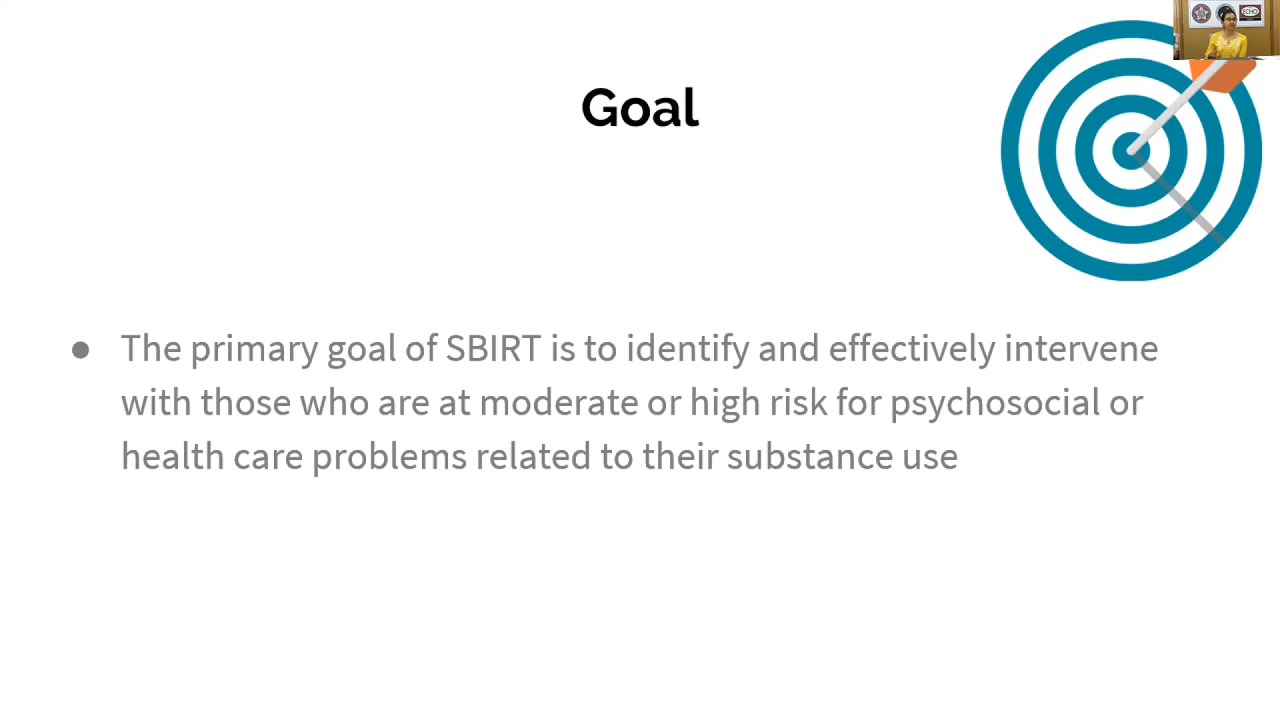 Goal
● The primary goal of SBIRT is to identify and effectively intervene
with those who are at moderate or high risk for psychosocial or
health care problems related to their substance use
ECHO